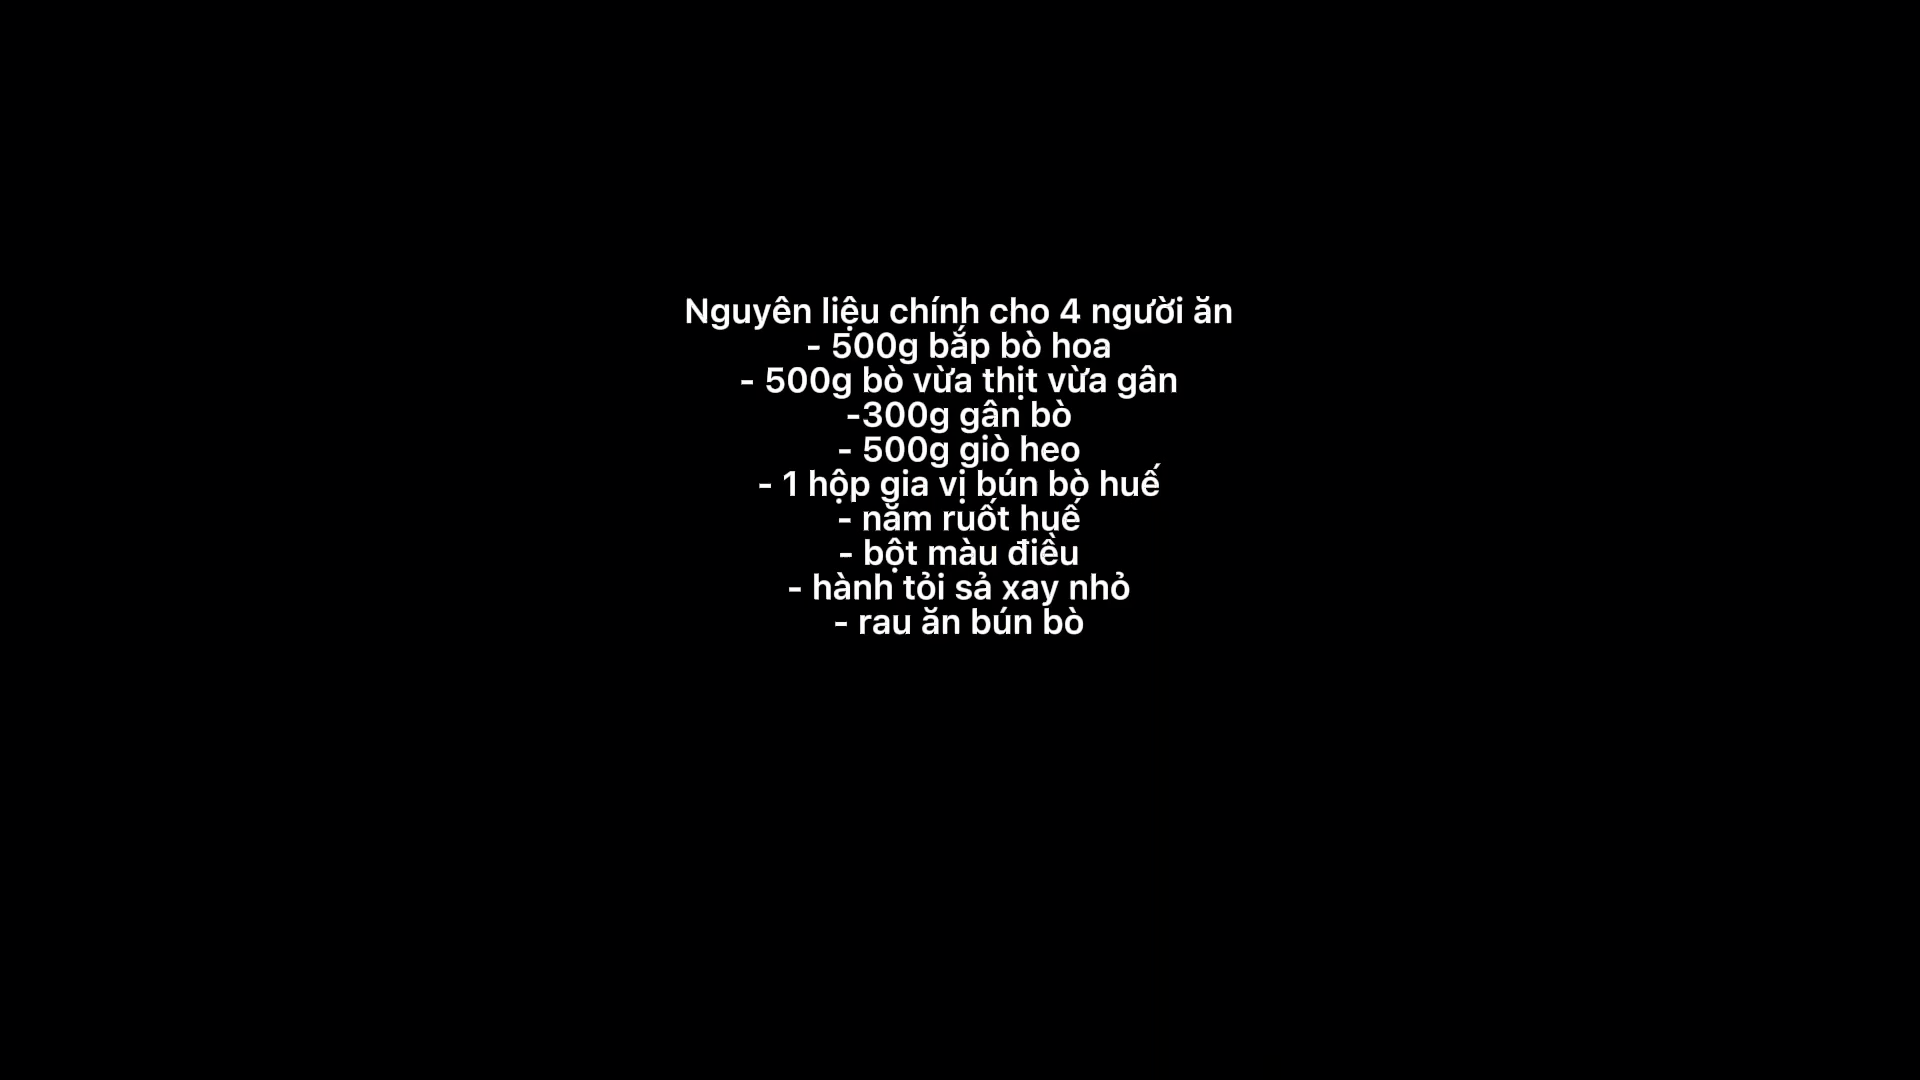 Nguyên liệu chính cho 4 người ăn
- 500g bắp bò hoa
- 500g bò vừa thịt vừa gân
-300g gân bò
- 500g giò heo
- 1 hộp gia vị bún bò huế
- năm ruốt huế
- bột màu điều
- hành tỏi sả xay nhỏ
- rau ăn bún bò